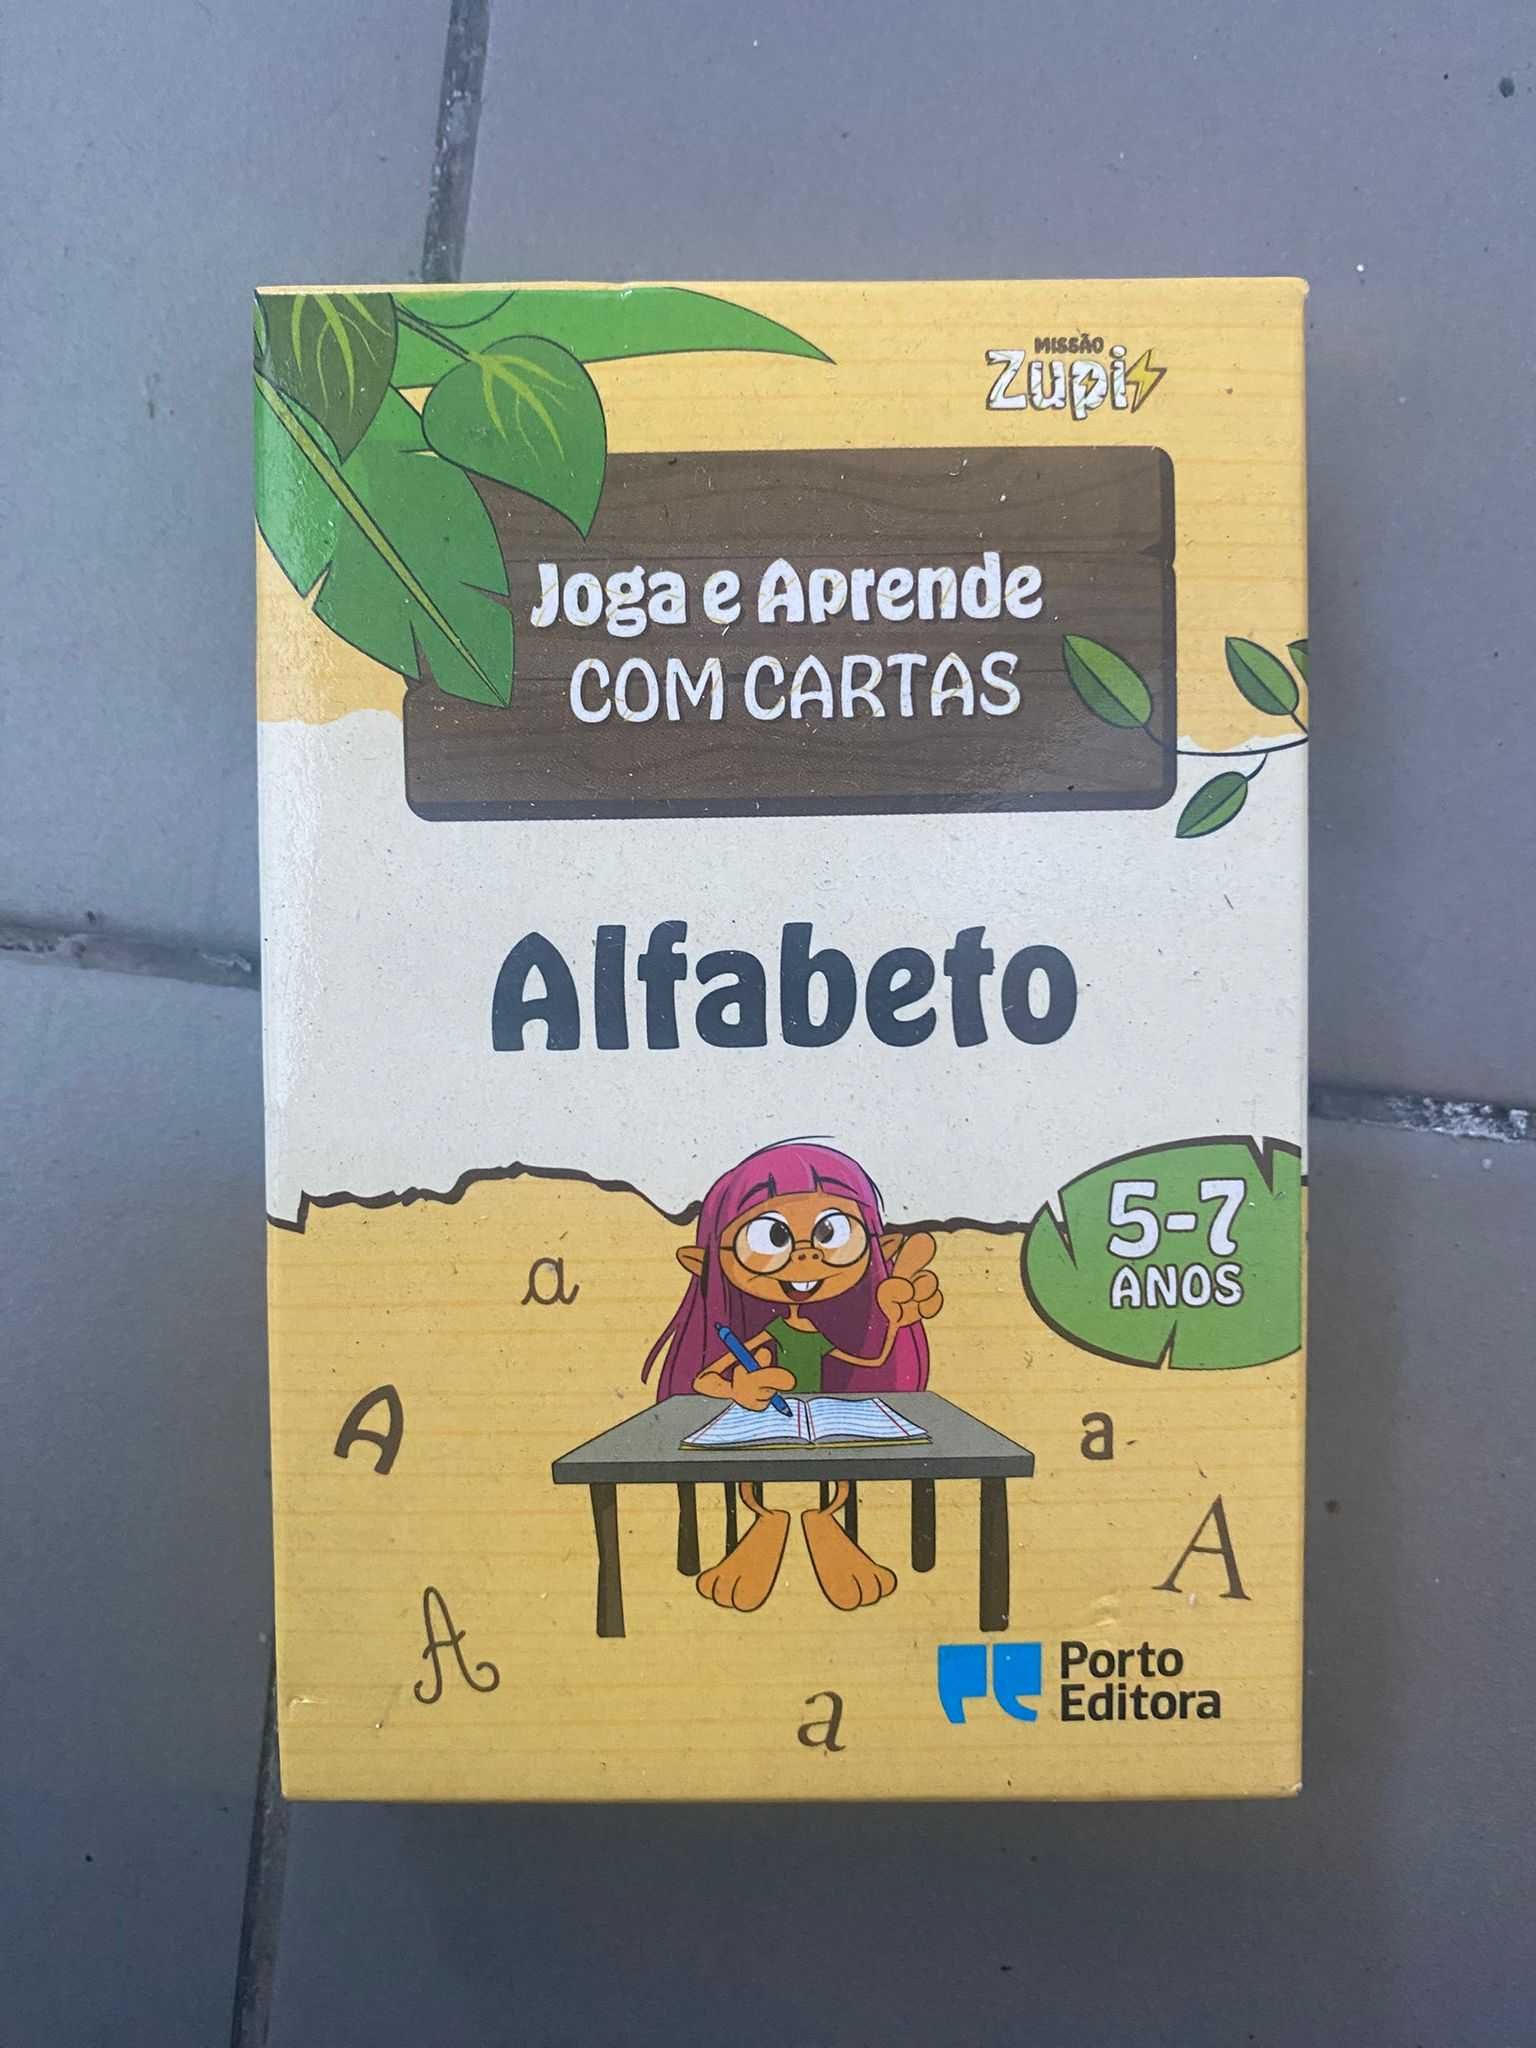 MISSÃO
Zupi
Joga e Aprende
COM CARTAS
Alfabeto
5-7
ANOS
a
A
a
A
A
a
Porto
Editora